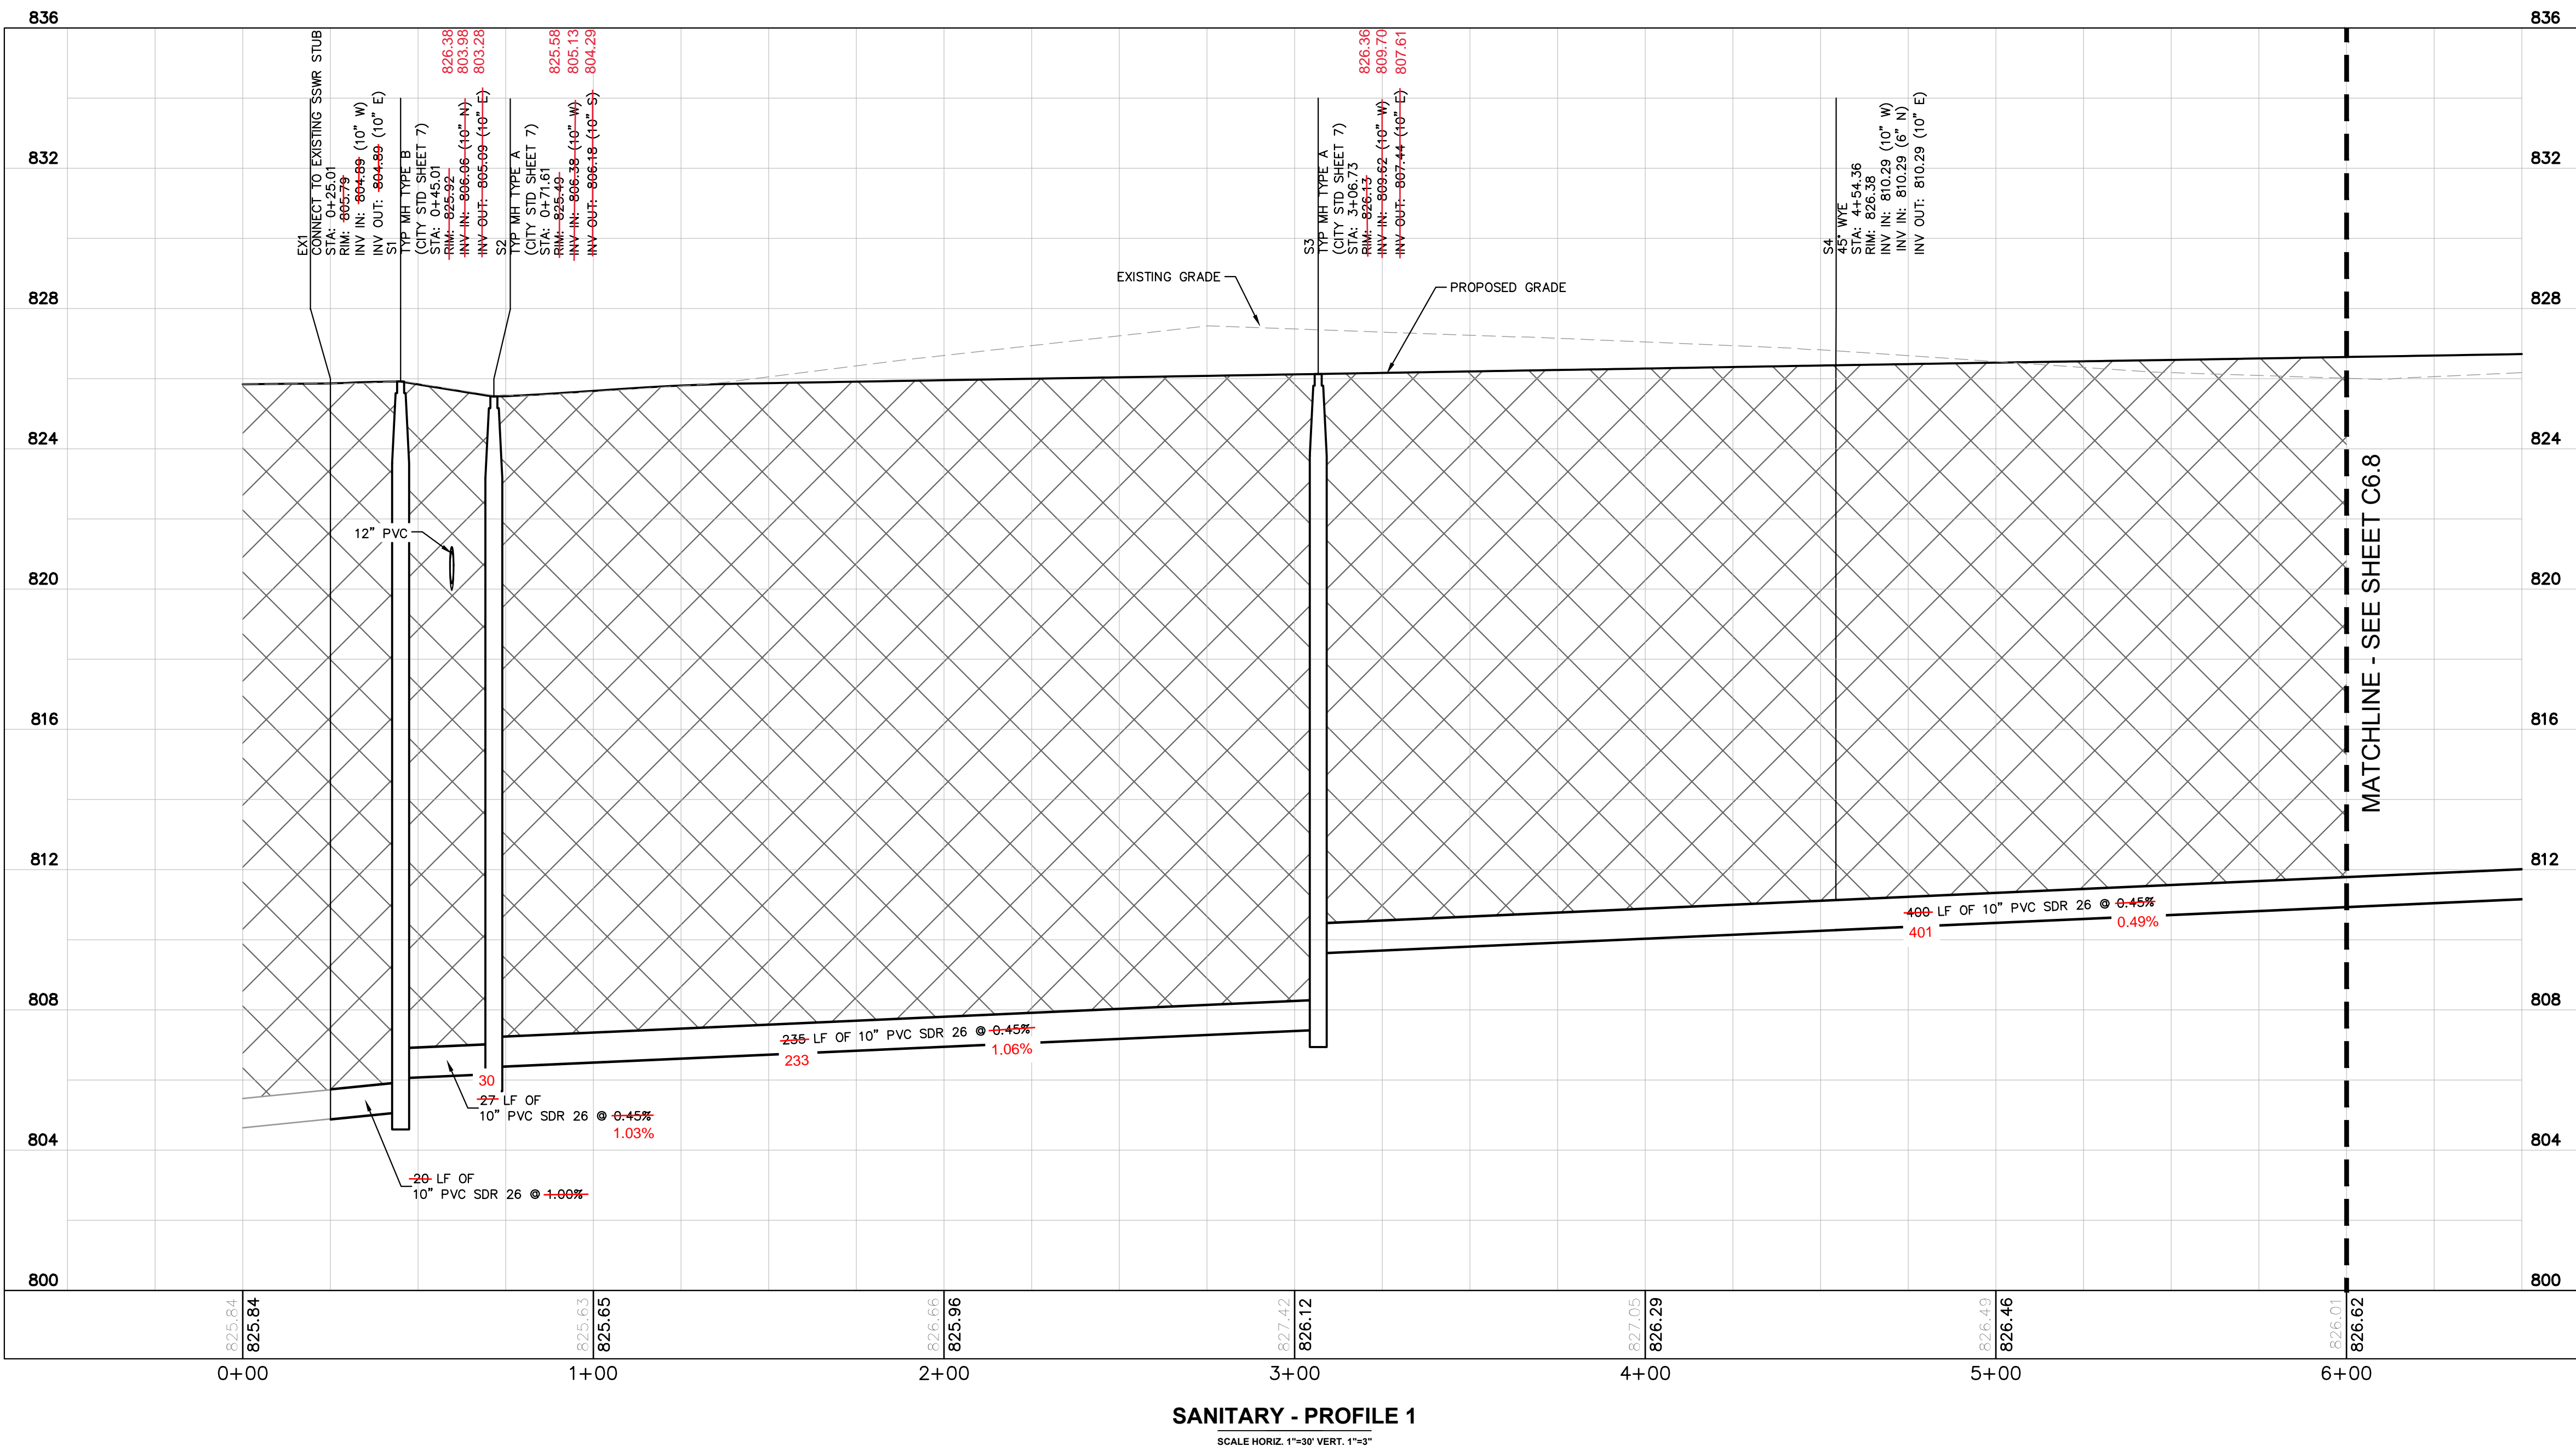 836
832
828
824
820
816
812
808
804
800
836
832
828
824
820
816
812
808
804
800
EX1
CONNECT TO EXISTING SSWR STUB
STA: 0+25.01
RIM: 805.79
INV IN: 804.89 (10" W)
INV OUT: 804.89 (10" E)
S1
TYP MH TYPE B
(CITY STD SHEET 7)
STA: 0+45.01
RIM: 825.92
826.38
INV IN: 806.06 (10" N)
803.98
INV OUT: 805.09 (10" E)
803.28
S2
TYP MH TYPE A
(CITY STD SHEET 7)
STA: 0+71.61
RIM: 825.49
825.58
INV IN: 806.38 (10" W)
805.13
INV OUT: 806.18 (10" S)
804.29
S3
TYP MH TYPE A
(CITY STD SHEET 7)
STA: 3+06.73
RIM: 826.13
826.36
INV IN: 809.62 (10" W)
809.70
INV OUT: 807.44 (10" E)
807.61
S4
45° WYE
STA: 4+54.36
RIM: 826.38
INV IN: 810.29 (10" W)
INV IN: 810.29 (6" N)
INV OUT: 810.29 (10" E)
EXISTING GRADE
PROPOSED GRADE
12" PVC
MATCHLINE - SEE SHEET C6.8
400 LF OF 10" PVC SDR 26 @ 0.45%
401
0.49%
235 LF OF 10" PVC SDR 26 @ 0.45%
233
1.06%
30
27 LF OF
10" PVC SDR 26 @ 0.45%
1.03%
20 LF OF
10" PVC SDR 26 @ 1.00%
825.84
825.84
825.63
825.65
826.66
825.96
827.42
826.12
827.05
826.29
826.49
826.46
826.01
826.62
0+00
1+00
2+00
3+00
4+00
5+00
6+00
SANITARY - PROFILE 1
SCALE HORIZ. 1"=30' VERT. 1"=3"